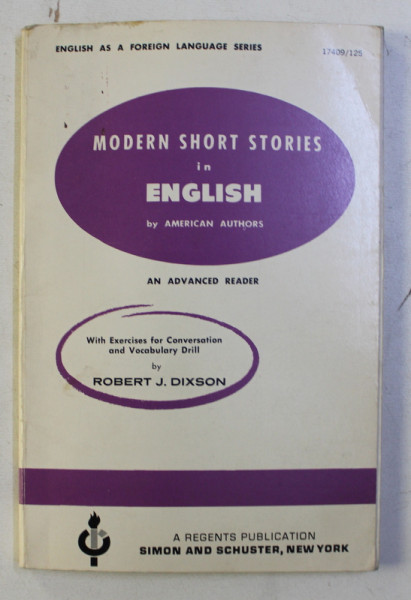 ENGLISH AS A FOREIGN LANGUAGE SERIES
17409/125
MODERN SHORT STORIES
in
ENGLISH
by AMERICAN AUTHORS
AN ADVANCED READER
With Exercises for Conversation
and Vocabulary Drill
by
ROBERT J. DIXSON
A REGENTS PUBLICATION
SIMON AND SCHUSTER, NEW YORK